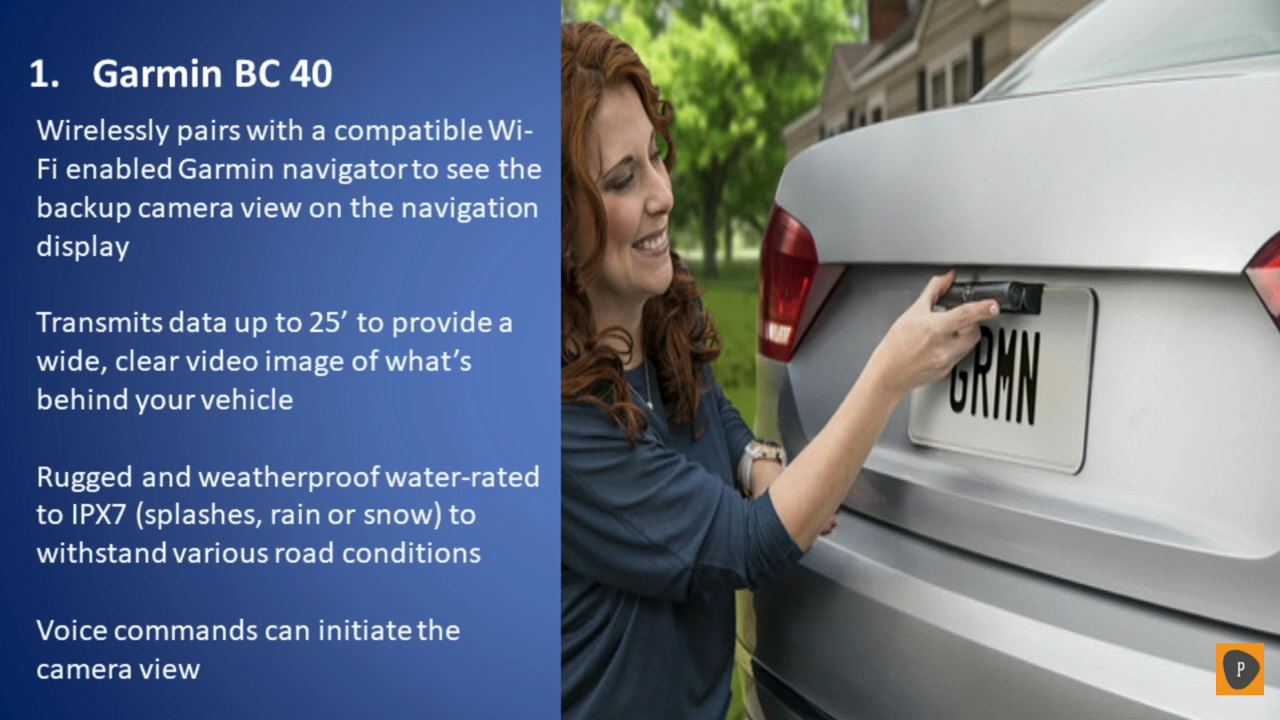 1. Garmin BC 40
Wirelessly pairs with a compatible Wi-
Fi enabled Garmin navigator to see the
backup camera view on the navigation
display
Transmits data up to 25’ to provide a
wide, clear video image of what’s
behind your vehicle
Rugged and weatherproof water-rated
to IPX7 (splashes, rain or snow) to
withstand various road conditions
Voice commands can initiate the
camera view
GRMN
P